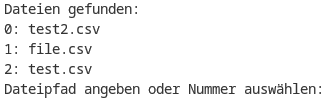 Dateien gefunden:
0: test2.csv
1: file.csv
2: test.csv
Dateipfad angeben oder Nummer auswählen: